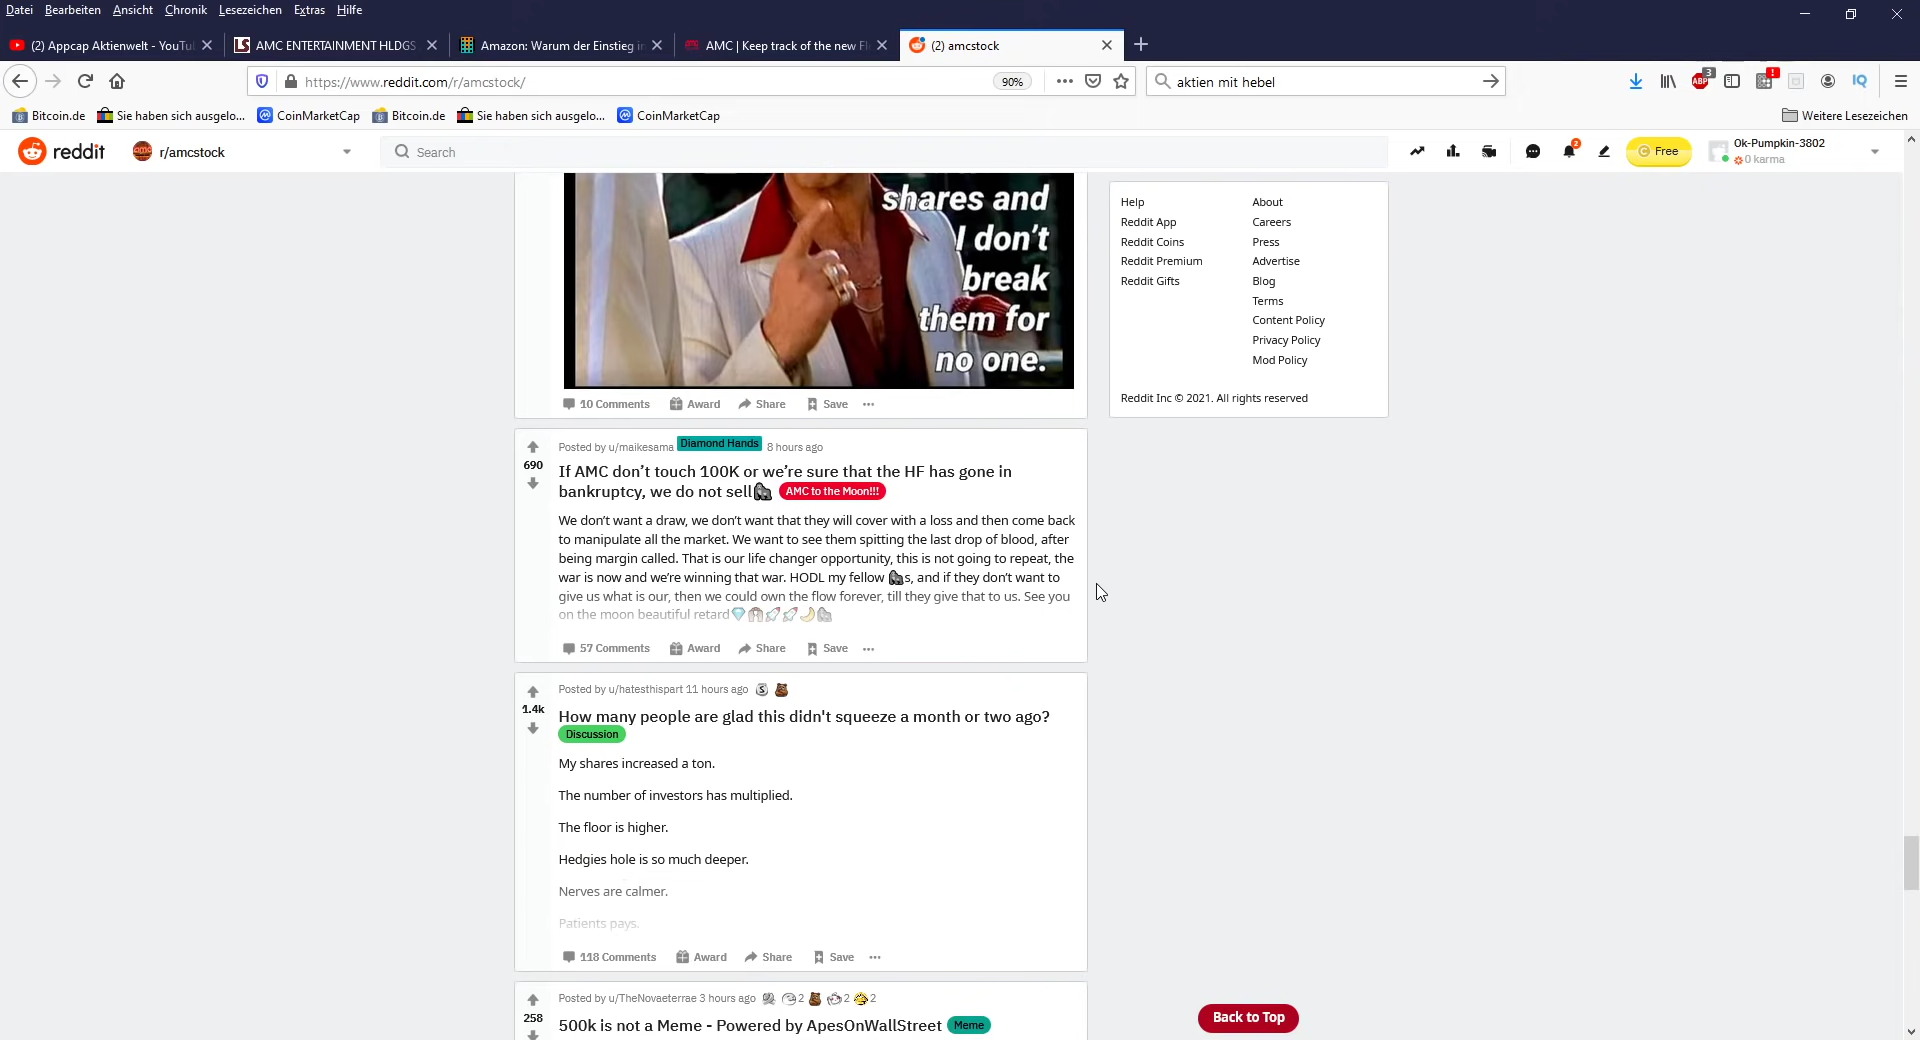 Datei Bearbeiten Ansicht Chronik Lesezeichen Extras Hilfe
(2) Appcap Aktienwelt - YouTu
AMC ENTERTAINMENT HLDGS
Amazon: Warum der Einstieg i
AMC | Keep track of the new Fl
(2) amcstock
https://www.reddit.com/r/amcstock/
90%
aktien mit hebel
ABP
3
!
IQ
Bitcoin.de
Sie haben sich ausgelo...
CoinMarketCap
Bitcoin.de
Sie haben sich ausgelo...
CoinMarketCap
Weitere Lesezeichen
reddit
r/amcstock
Search
2
Free
Ok-Pumpkin-3802
0 karma
shares and
I don't
break
them for
no one.
10 Comments Award Share Save
Help
Reddit App
Reddit Coins
Reddit Premium
Reddit Gifts
About
Careers
Press
Advertise
Blog
Terms
Content Policy
Privacy Policy
Mod Policy
Reddit Inc © 2021. All rights reserved
690
Posted by u/maikesama Diamond Hands 8 hours ago
If AMC don’t touch 100K or we’re sure that the HF has gone in
bankruptcy, we do not sell🦍 AMC to the Moon!!!
We don’t want a draw, we don’t want that they will cover with a loss and then come back
to manipulate all the market. We want to see them spitting the last drop of blood, after
being margin called. That is our life changer opportunity, this is not going to repeat, the
war is now and we’re winning that war. HODL my fellow 🦍s, and if they don’t want to
give us what is our, then we could own the flow forever, till they give that to us. See you
on the moon beautiful retard💎🙌🚀🚀🌙🦍
57 Comments Award Share Save
1.4k
Posted by u/hatesthispart 11 hours ago
How many people are glad this didn't squeeze a month or two ago?
Discussion
My shares increased a ton.
The number of investors has multiplied.
The floor is higher.
Hedgies hole is so much deeper.
Nerves are calmer.
Patients pays.
118 Comments Award Share Save
258
Posted by u/TheNovaeterrae 3 hours ago 2 2 2
500k is not a Meme - Powered by ApesOnWallStreet Meme
Back to Top